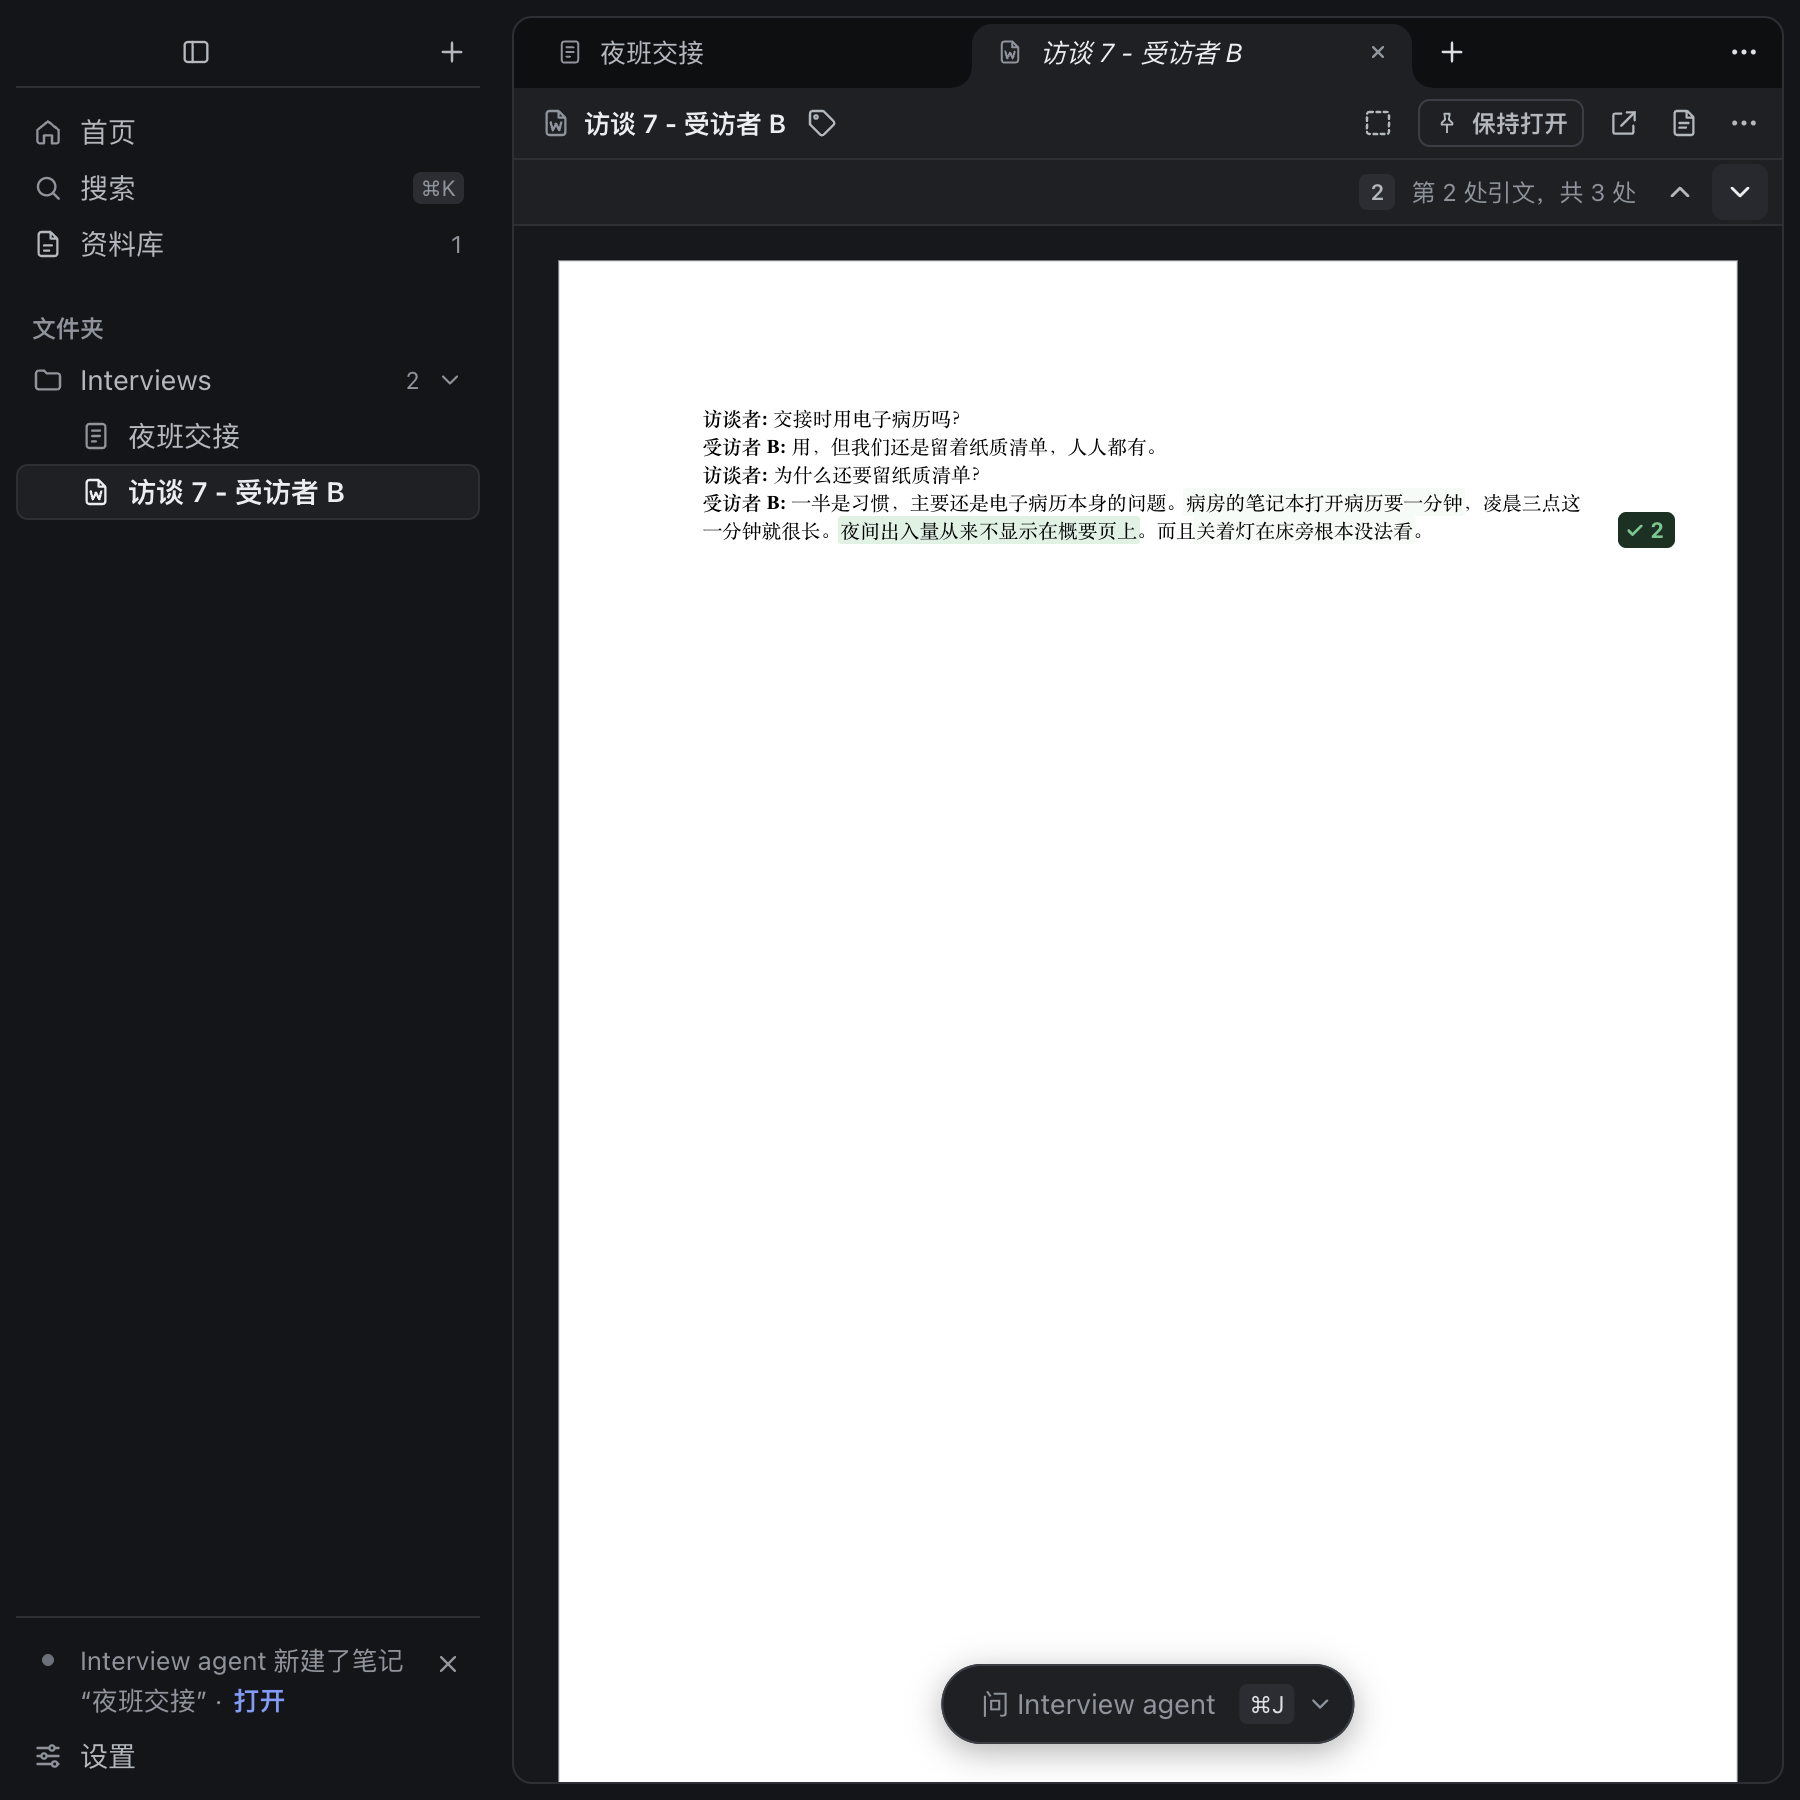 首页
搜索 ⌘K
资料库 1
文件夹
Interviews 2
夜班交接
访谈 7 - 受访者 B
Interview agent 新建了笔记
“夜班交接” · 打开
设置
夜班交接
访谈 7 - 受访者 B
访谈 7 - 受访者 B
保持打开
2 第 2 处引文，共 3 处
访谈者: 交接时用电子病历吗？
受访者 B: 用，但我们还是留着纸质清单，人人都有。
访谈者: 为什么还要留纸质清单？
受访者 B: 一半是习惯，主要还是电子病历本身的问题。病房的笔记本打开病历要一分钟，凌晨三点这
一分钟就很长。夜间出入量从来不显示在概要页上。而且关着灯在床旁根本没法看。
2
问 Interview agent ⌘J